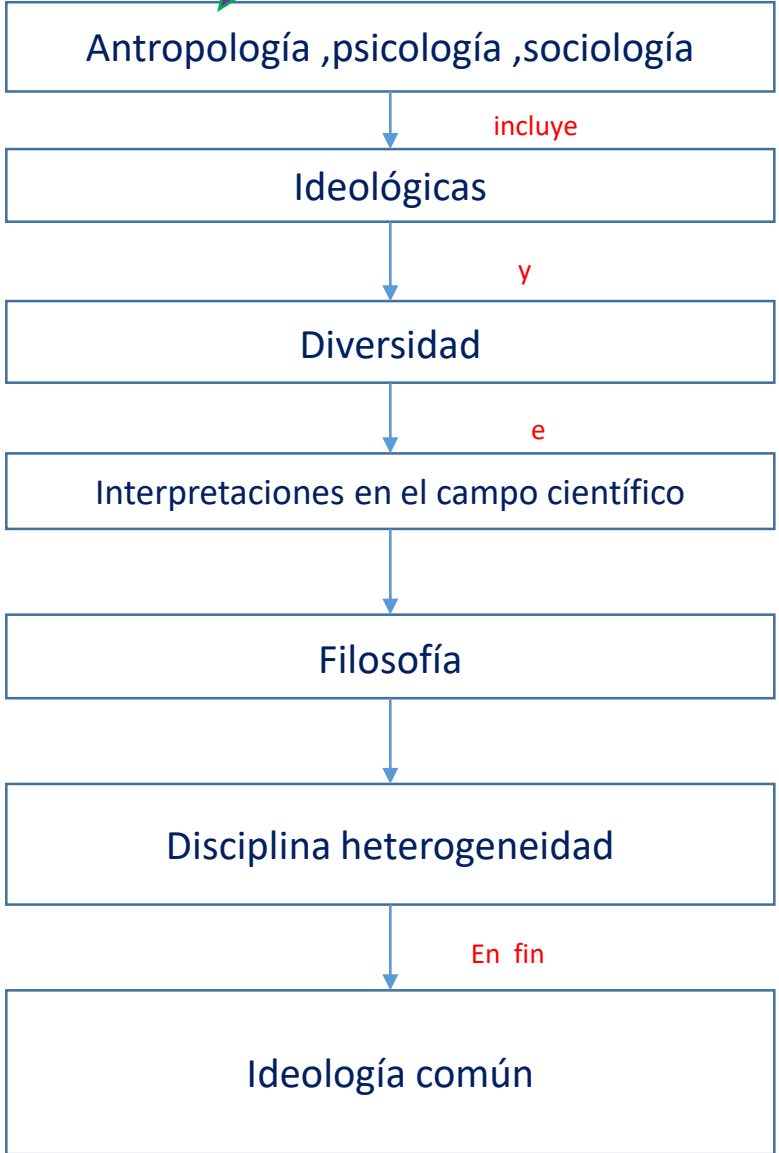 Antropología ,psicología ,sociología
incluye
Ideológicas
y
Diversidad
e
Interpretaciones en el campo científico
Filosofía
Disciplina heterogeneidad
En fin
Ideología común